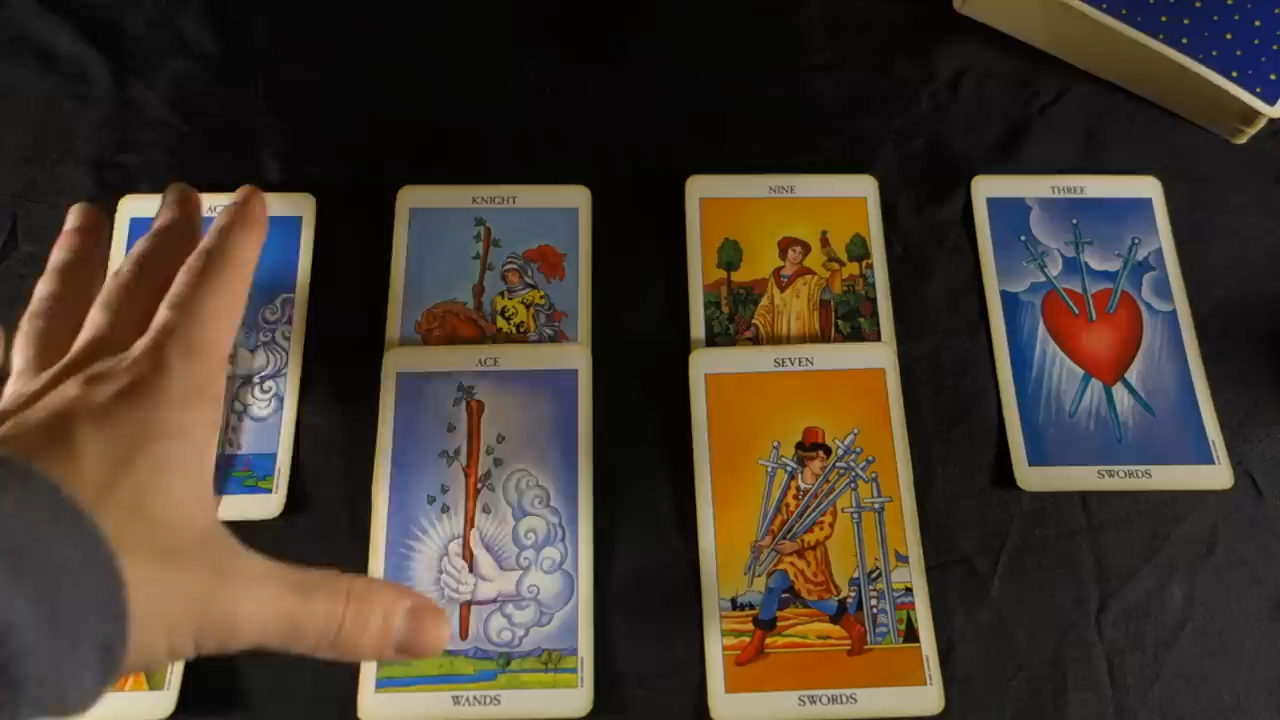 KNIGHT
NINE
THREE
ACE
SEVEN
SWORDS
WANDS
SWORDS